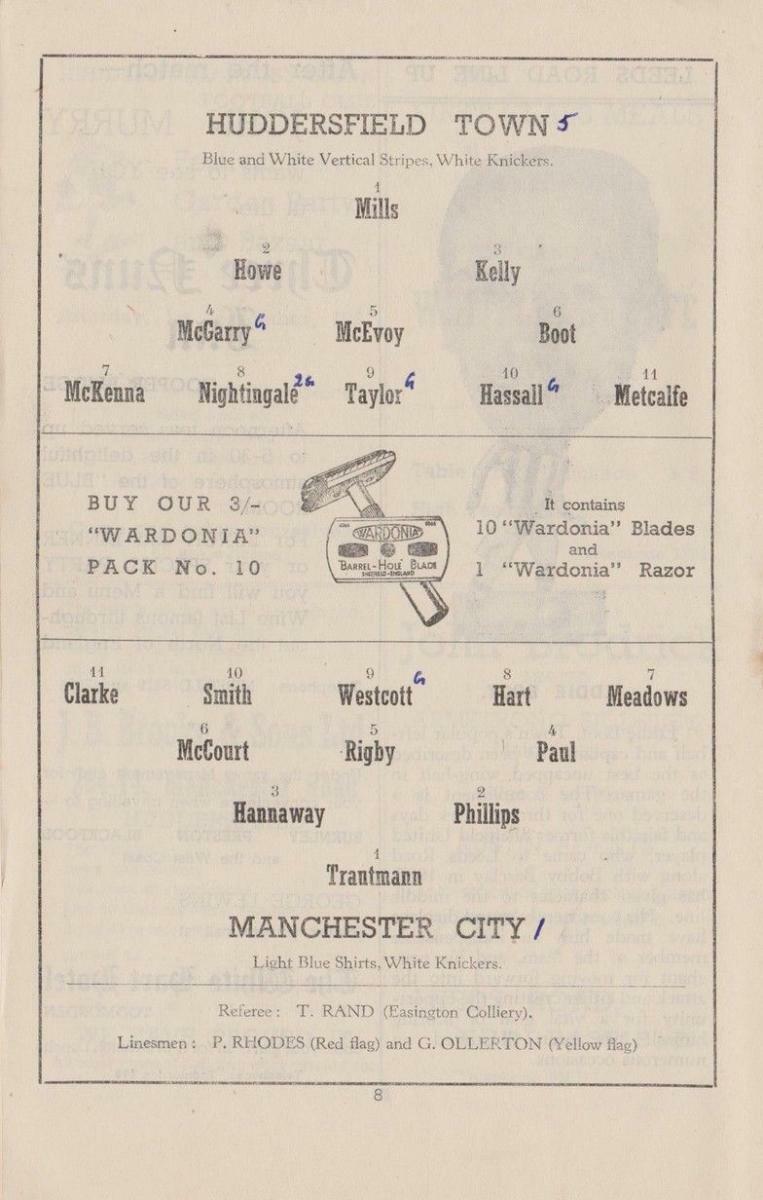 HUDDERSFIELD TOWN 5
Blue and White Vertical Stripes, White Knickers.
1
Mills
2 3
Howe Kelly
4 5 6
McGarry G McEvoy Boot
7 8 9 10 11
McKenna Nightingale 2G Taylor G Hassall G Metcalfe
BUY OUR 3/-
"WARDONIA"
PACK No. 10
WARDONIA
"BARREL-HOLE" BLADE
SHEFFIELD-ENGLAND
It contains
10 "Wardonia" Blades
and
1 "Wardonia" Razor
11 10 9 8 7
Clarke Smith Westcott G Hart Meadows
6 5 4
McCourt Rigby Paul
3 2
Hannaway Phillips
1
Trantmann
MANCHESTER CITY 1
Light Blue Shirts, White Knickers.
Referee: T. RAND (Easington Colliery).
Linesmen: P. RHODES (Red flag) and G. OLLERTON (Yellow flag)
8